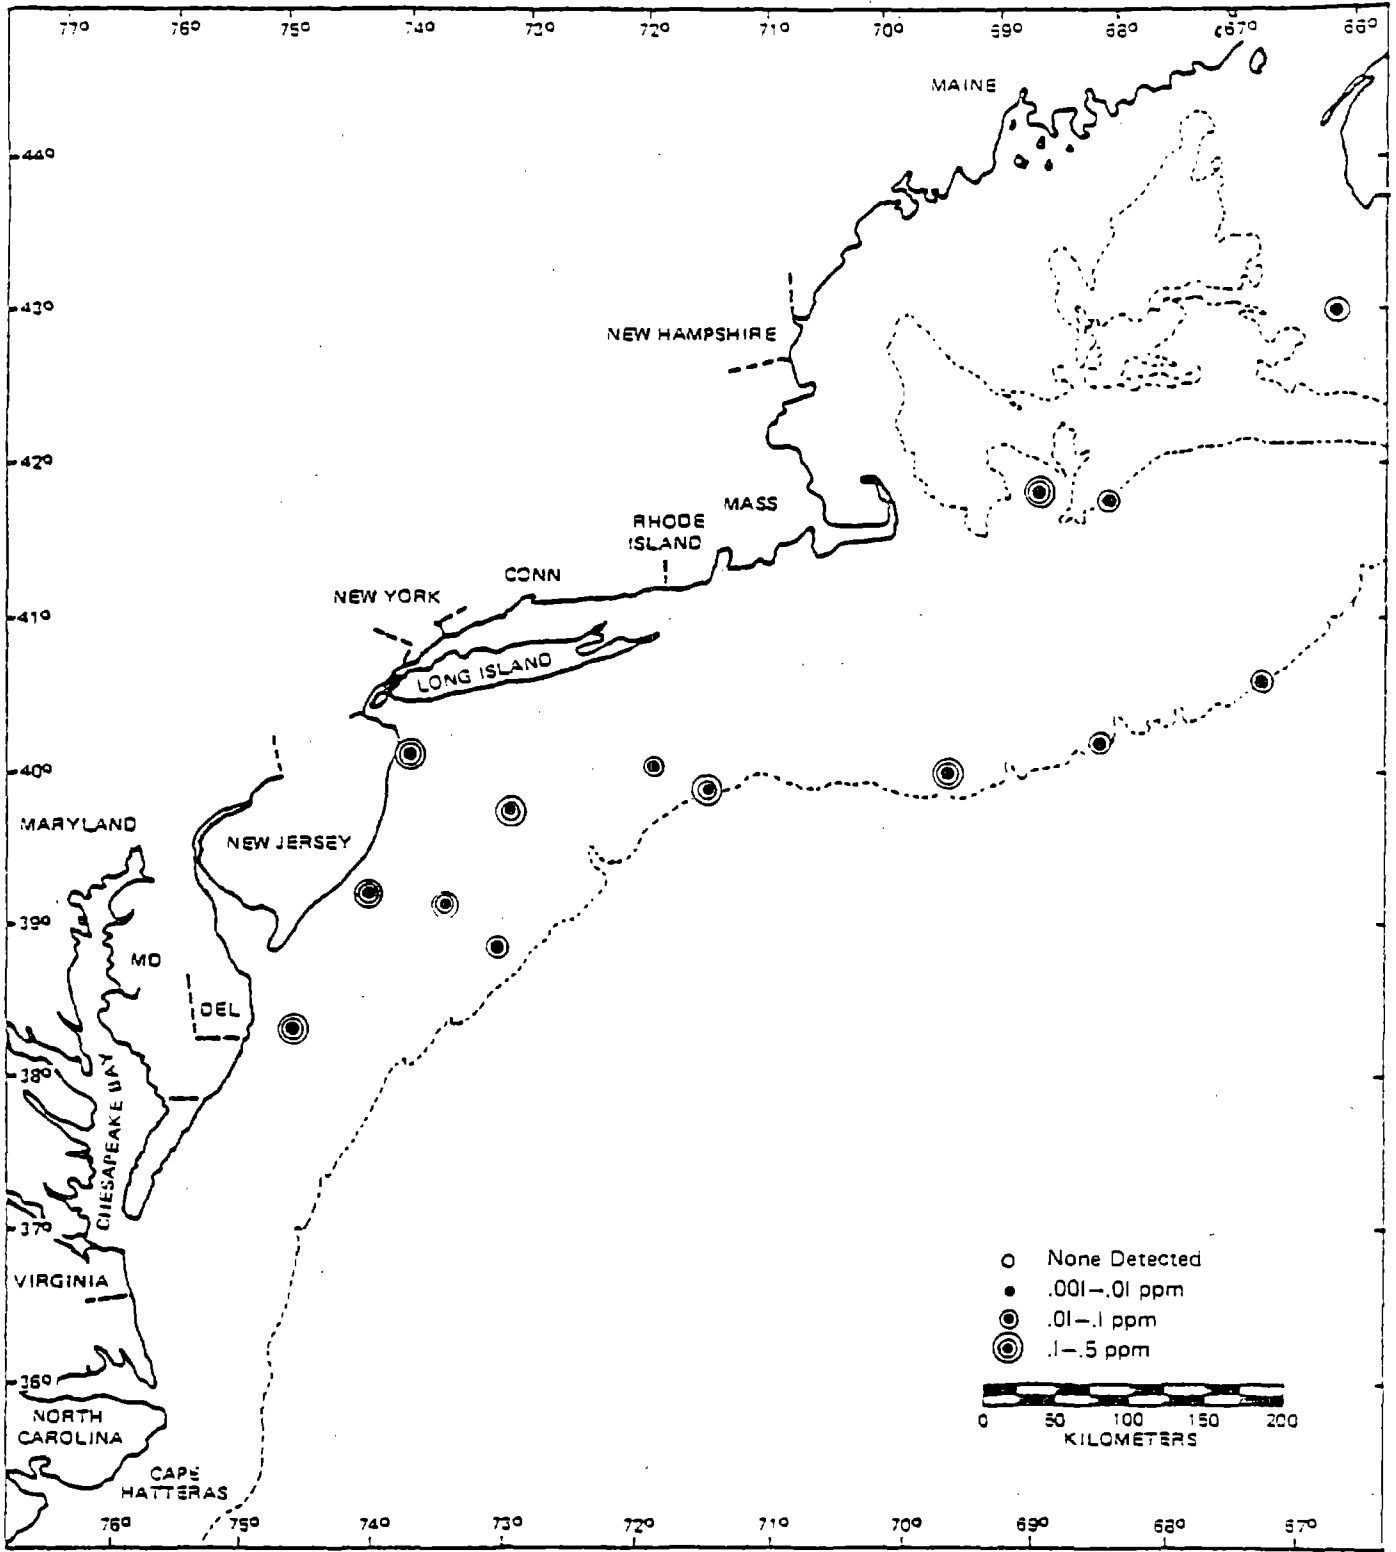 77° 76° 75° 74° 73° 72° 71° 70° 69° 68° 67° 66°
MAINE
44°
43°
NEW HAMPSHIRE
42°
MASS
RHODE
ISLAND
CONN
NEW YORK
41°
LONG ISLAND
40°
MARYLAND
NEW JERSEY
39°
MD
DEL
38°
CHESAPEAKE BAY
37°
VIRGINIA
None Detected
.001–.01 ppm
.01–.1 ppm
.1–.5 ppm
36°
0 50 100 150 200
KILOMETERS
NORTH
CAROLINA
CAPE
HATTERAS
76° 75° 74° 73° 72° 71° 70° 69° 68° 67°